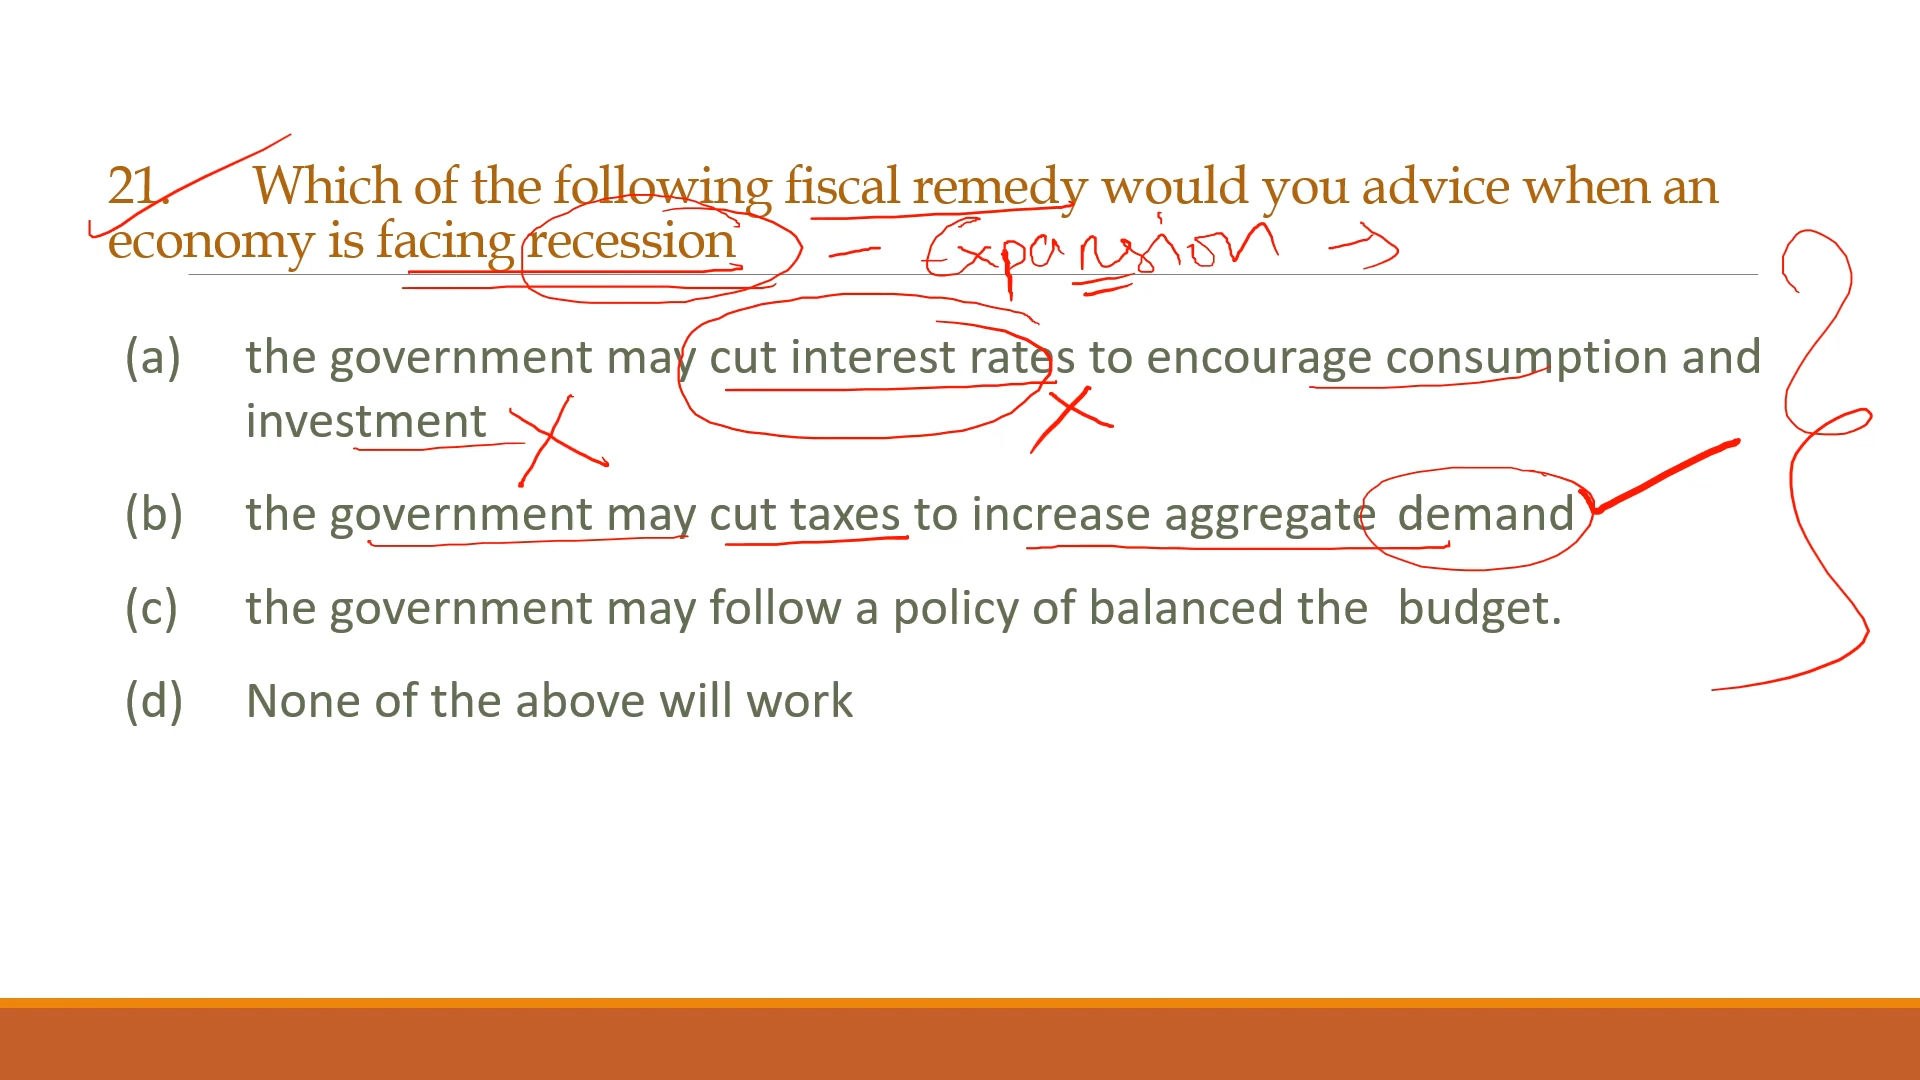 21. Which of the following fiscal remedy would you advice when an
economy is facing recession - Expansion →
(a) the government may cut interest rates to encourage consumption and
investment
(b) the government may cut taxes to increase aggregate demand
(c) the government may follow a policy of balanced the budget.
(d) None of the above will work